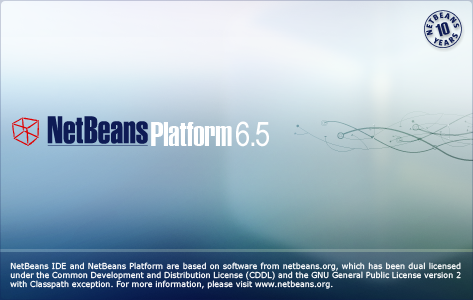 NETBEANS
10
YEARS
NetBeans Platform 6.5
NetBeans IDE and NetBeans Platform are based on software from netbeans.org, which has been dual licensed
under the Common Development and Distribution License (CDDL) and the GNU General Public License version 2
with Classpath exception. For more information, please visit www.netbeans.org.